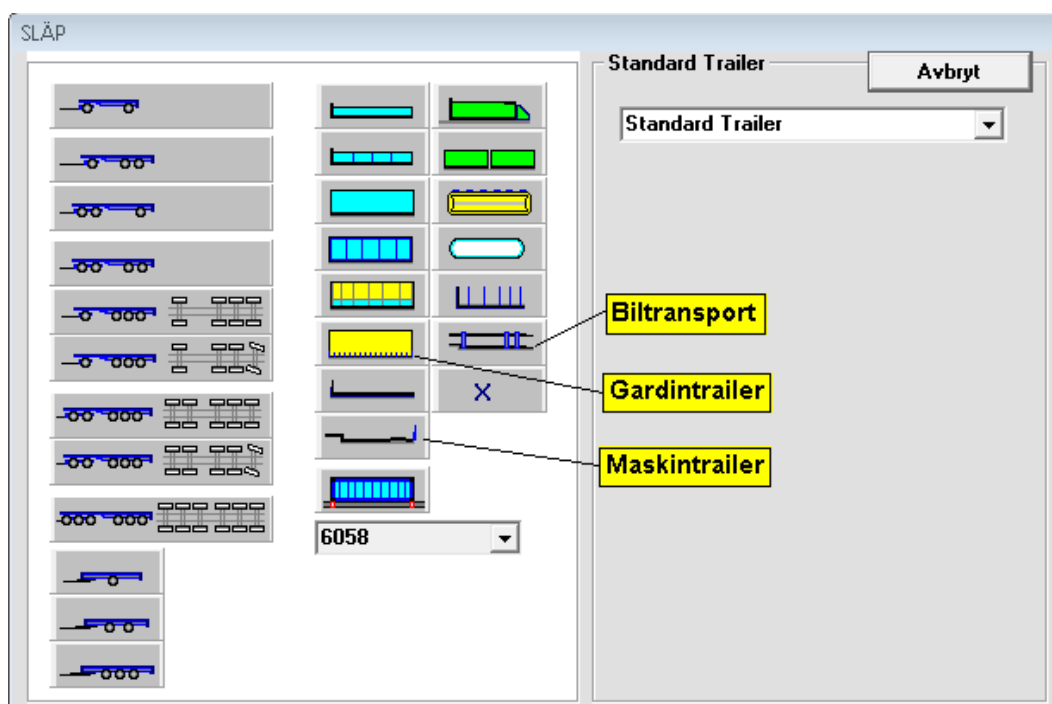 SLÄP
Standard Trailer
Avbryt
Standard Trailer
Biltransport
Gardintrailer
X
Maskintrailer
6058